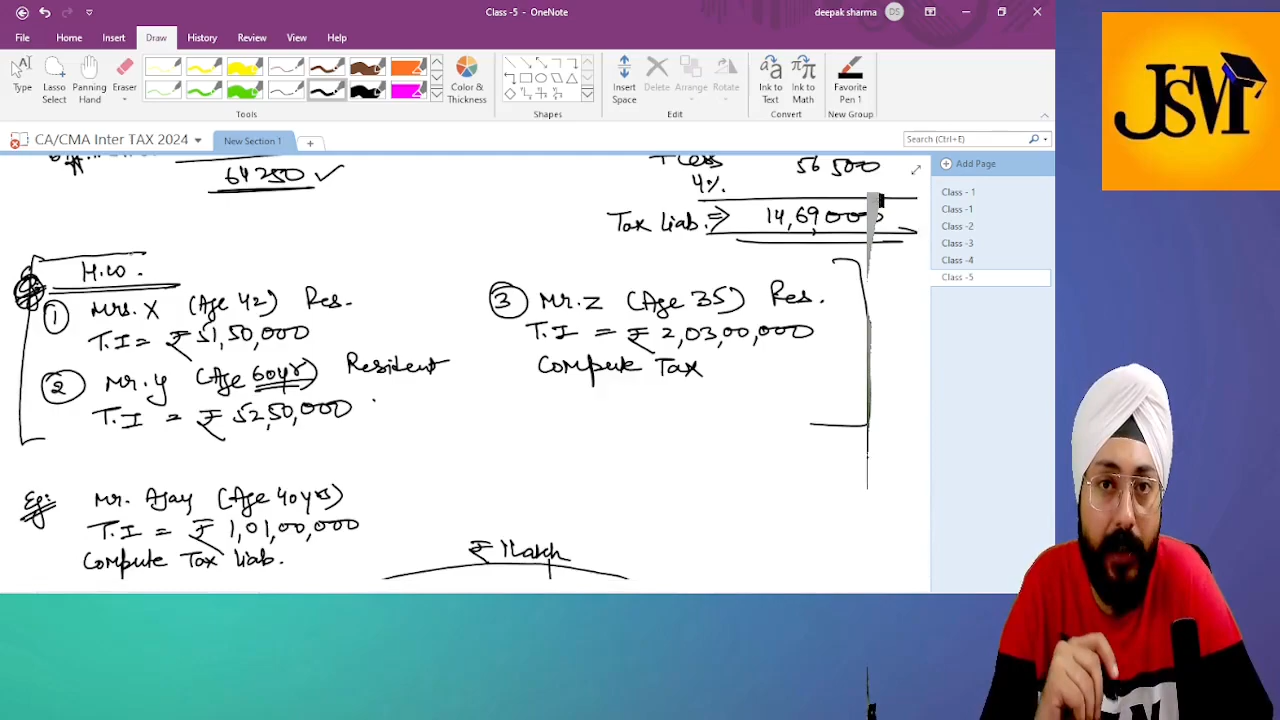 Class -5 - OneNote
deepak sharma
DS
File
Home
Insert
Draw
History
Review
View
Help
Type
Lasso Select
Panning Hand
Eraser
Color & Thickness
Insert Space
Delete
Arrange
Rotate
Ink to Text
Ink to Math
Favorite Pen 1
Tools
Shapes
Edit
Convert
New Group
CA/CMA Inter TAX 2024
New Section 1
Search (Ctrl+E)
Add Page
Class - 1
Class -1
Class -2
Class -3
Class -4
Class -5
JSM
64250
+ Cess 56500
4%
Tax Liab. ⇒ 14,69,000
H.W.
① Mrs. X (Age 42) Res.
T.I = ₹ 51,50,000
② Mr. y (Age 60yr) Resident
T.I = ₹ 52,50,000
③ Mr. Z (Age 35) Res.
T.I = ₹ 2,03,00,000
Compute Tax
Eg: Mr. Ajay (Age 40yrs)
T.I = ₹ 1,01,00,000
Compute Tax Liab.